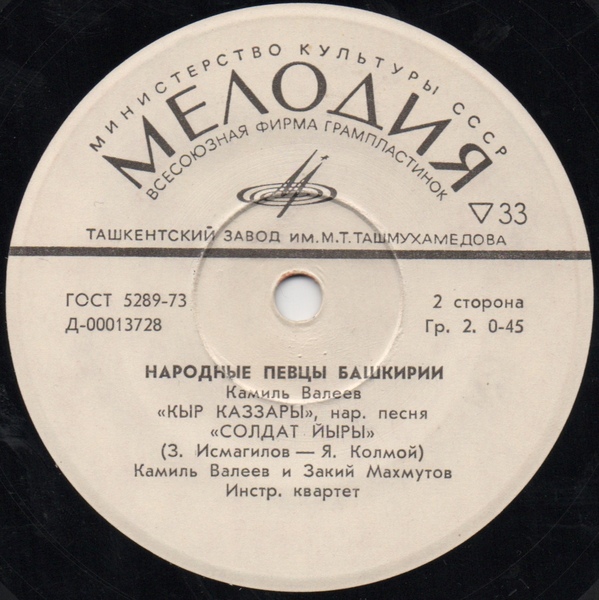 МИНИСТЕРСТВО КУЛЬТУРЫ СССР
МЕЛОДИЯ
ВСЕСОЮЗНАЯ ФИРМА ГРАМПЛАСТИНОК
▽33
ТАШКЕНТСКИЙ ЗАВОД ИМ.М.Т.ТАШМУХАМЕДОВА
ГОСТ 5289-73 2 сторона
Д-00013728 Гр. 2. 0-45
НАРОДНЫЕ ПЕВЦЫ БАШКИРИИ
Камиль Валеев
«КЫР КАЗЗАРЫ», нар. песня
«СОЛДАТ ЙЫРЫ»
(З. Исмагилов — Я. Колмой)
Камиль Валеев и Закий Махмутов
Инстр. квартет